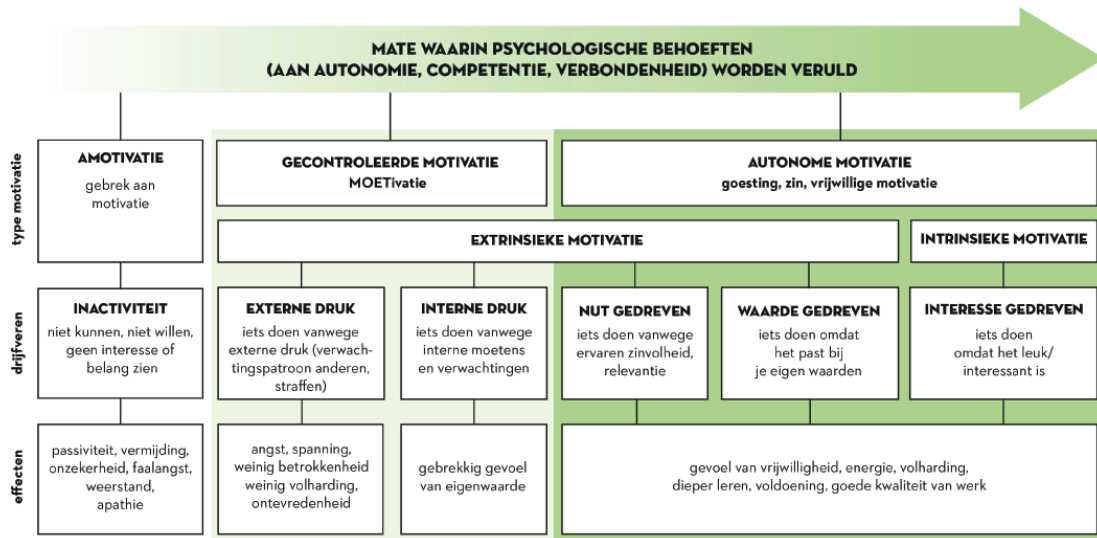 MATE WAARIN PSYCHOLOGISCHE BEHOEFTEN
(AAN AUTONOMIE, COMPETENTIE, VERBONDENHEID) WORDEN VERULD
type motivatie
AMOTIVATIE
gebrek aan
motivatie
GECONTROLEERDE MOTIVATIE
MOETivatie
AUTONOME MOTIVATIE
goesting, zin, vrijwillige motivatie
EXTRINSIEKE MOTIVATIE
INTRINSIEKE MOTIVATIE
drijfveren
INACTIVITEIT
niet kunnen, niet willen,
geen interesse of
belang zien
EXTERNE DRUK
iets doen vanwege
externe druk (verwach-
tingspatroon anderen,
straffen)
INTERNE DRUK
iets doen vanwege
interne moetens
en verwachtingen
NUT GEDREVEN
iets doen vanwege
ervaren zinvolheid,
relevantie
WAARDE GEDREVEN
iets doen omdat
het past bij
je eigen waarden
INTERESSE GEDREVEN
iets doen
omdat het leuk/
interessant is
effecten
passiviteit, vermijding,
onzekerheid, faalangst,
weerstand,
apathie
angst, spanning,
weinig betrokkenheid
weinig volharding,
ontevredenheid
gebrekkig gevoel
van eigenwaarde
gevoel van vrijwilligheid, energie, volharding,
dieper leren, voldoening, goede kwaliteit van werk